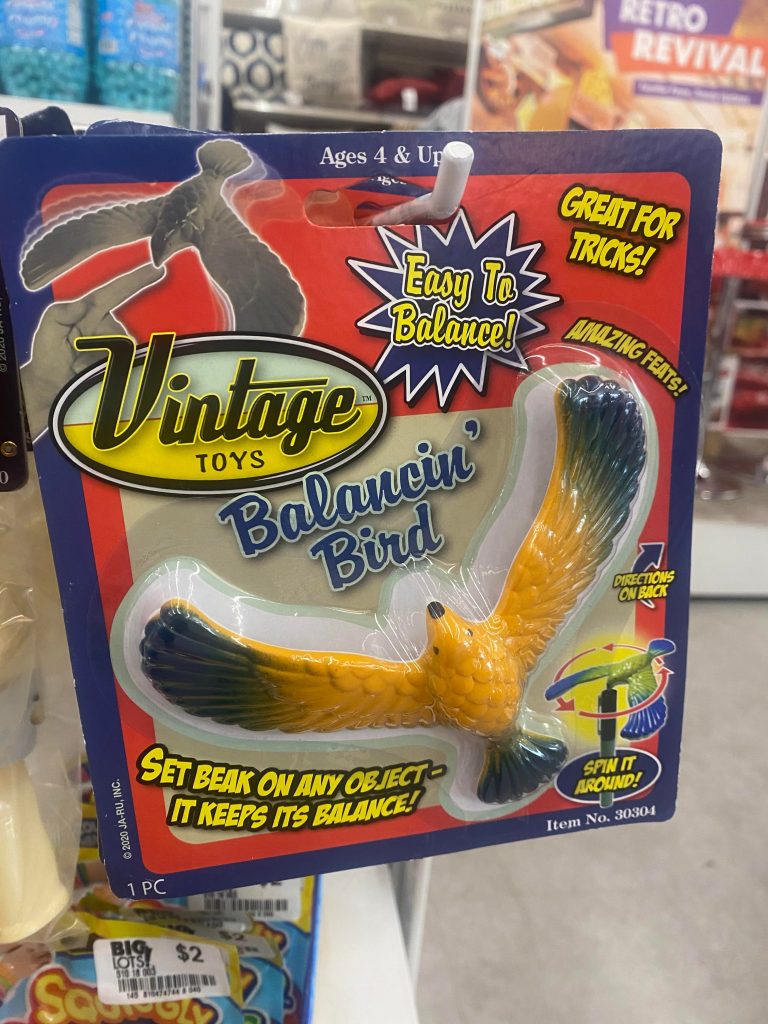 RETRO
REVIVAL
Ages 4 & Up
GREAT FOR
TRICKS!
Easy To
Balance!
AMAZING FEATS!
Vintage™
TOYS
Balancin'
Bird
DIRECTIONS
ON BACK
SET BEAK ON ANY OBJECT -
IT KEEPS ITS BALANCE!
SPIN IT
AROUND!
Item No. 30304
© 2020 JA-RU, INC.
1 PC
BIG
LOTS!
$2